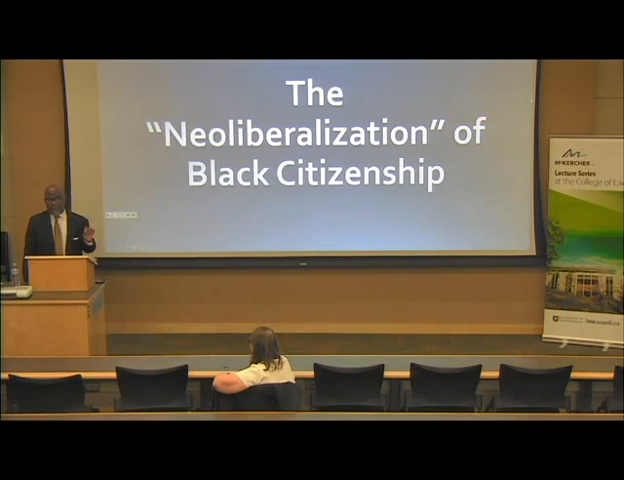 The
“Neoliberalization” of
Black Citizenship
McKERCHER
Lecture Series
at the College of Law